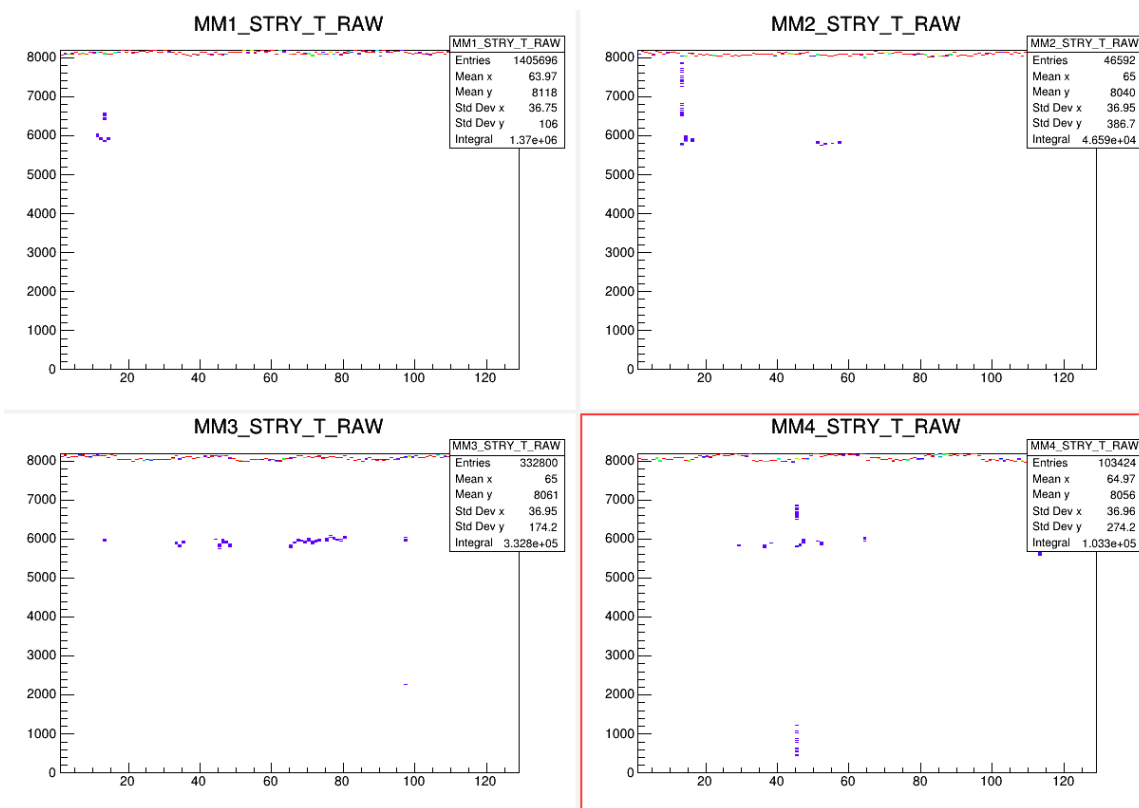 MM1_STRY_T_RAW
MM1_STRY_T_RAW
Entries 1405696
Mean x 63.97
Mean y 8118
Std Dev x 36.75
Std Dev y 106
Integral 1.37e+06
8000
7000
6000
5000
4000
3000
2000
1000
0
20 40 60 80 100 120
MM2_STRY_T_RAW
MM2_STRY_T_RAW
Entries 46592
Mean x 65
Mean y 8040
Std Dev x 36.95
Std Dev y 386.7
Integral 4.659e+04
8000
7000
6000
5000
4000
3000
2000
1000
0
20 40 60 80 100 120
MM3_STRY_T_RAW
MM3_STRY_T_RAW
Entries 332800
Mean x 65
Mean y 8061
Std Dev x 36.95
Std Dev y 174.2
Integral 3.328e+05
8000
7000
6000
5000
4000
3000
2000
1000
0
20 40 60 80 100 120
MM4_STRY_T_RAW
MM4_STRY_T_RAW
Entries 103424
Mean x 64.97
Mean y 8056
Std Dev x 36.96
Std Dev y 274.2
Integral 1.033e+05
8000
7000
6000
5000
4000
3000
2000
1000
0
20 40 60 80 100 120